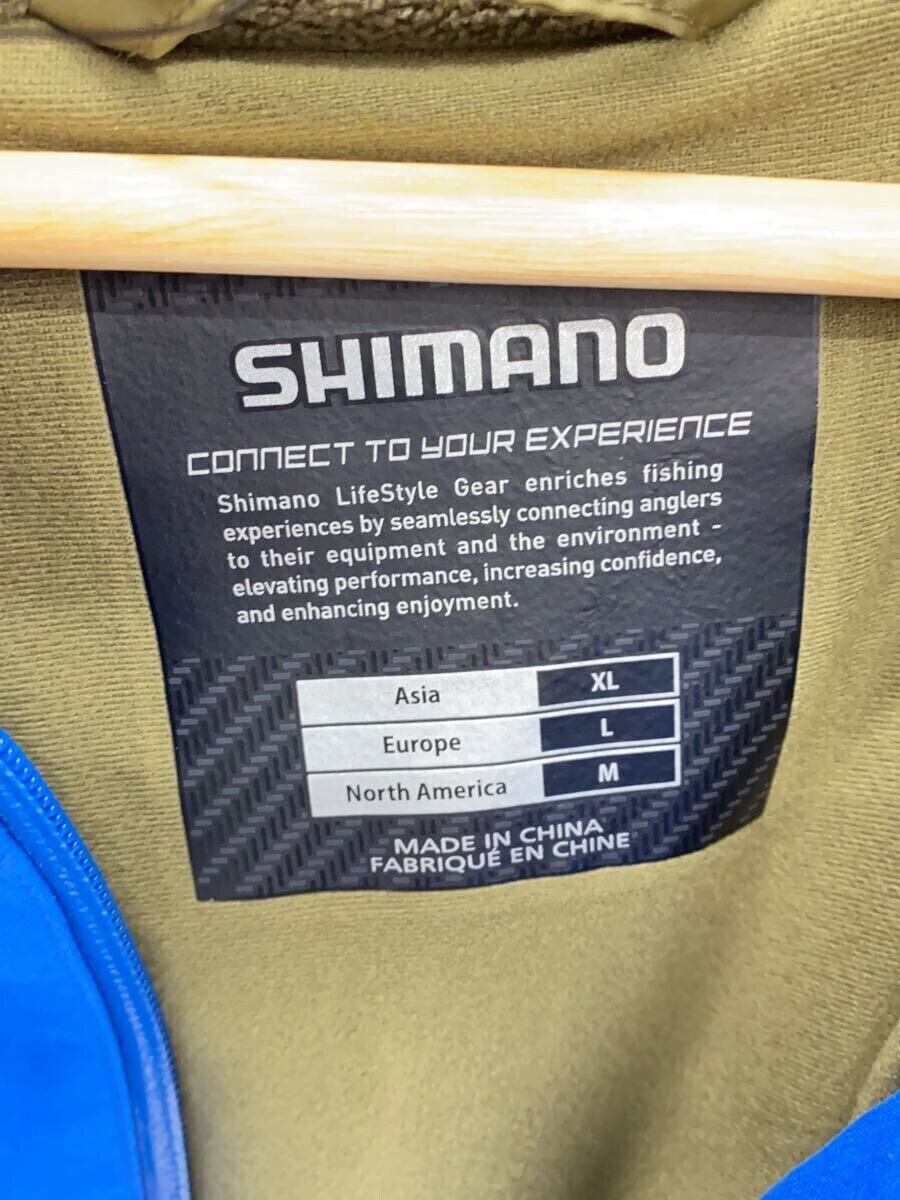 SHIMANO
CONNECT TO YOUR EXPERIENCE
Shimano LifeStyle Gear enriches fishing
experiences by seamlessly connecting anglers
to their equipment and the environment -
elevating performance, increasing confidence,
and enhancing enjoyment.
Asia XL
Europe L
North America M
MADE IN CHINA
FABRIQUÉ EN CHINE